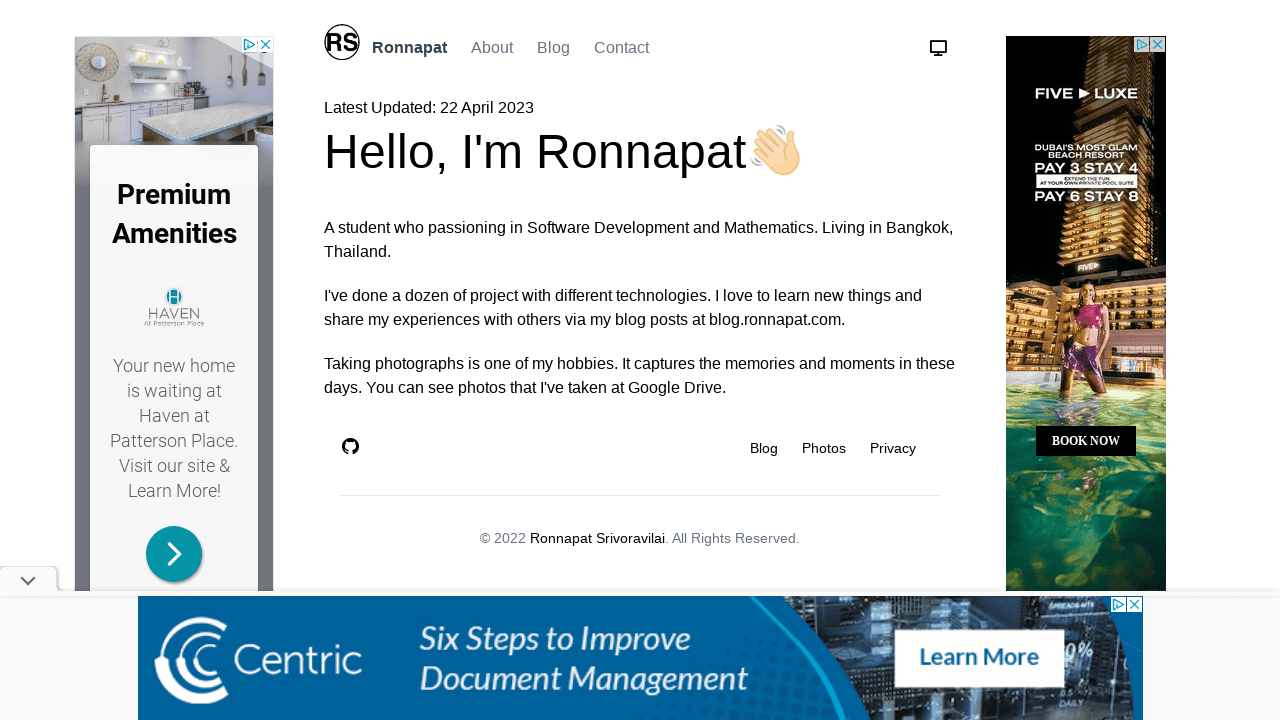 RS
Ronnapat
About
Blog
Contact
Latest Updated: 22 April 2023
Hello, I'm Ronnapat
A student who passioning in Software Development and Mathematics. Living in Bangkok,
Thailand.
I've done a dozen of project with different technologies. I love to learn new things and
share my experiences with others via my blog posts at blog.ronnapat.com.
Taking photographs is one of my hobbies. It captures the memories and moments in these
days. You can see photos that I've taken at Google Drive.
Blog
Photos
Privacy
© 2022 Ronnapat Srivoravilai. All Rights Reserved.
Premium
Amenities
H
HAVEN
At Patterson Place
Your new home
is waiting at
Haven at
Patterson Place.
Visit our site &
Learn More!
FIVE LUXE
DUBAI'S MOST GLAM
BEACH RESORT
PAY 3 STAY 4
EXTEND THE FUN
AT YOUR OWN PRIVATE POOL SUITE
PAY 6 STAY 8
FIVE
BOOK NOW
Centric
Six Steps to Improve
Document Management
Learn More